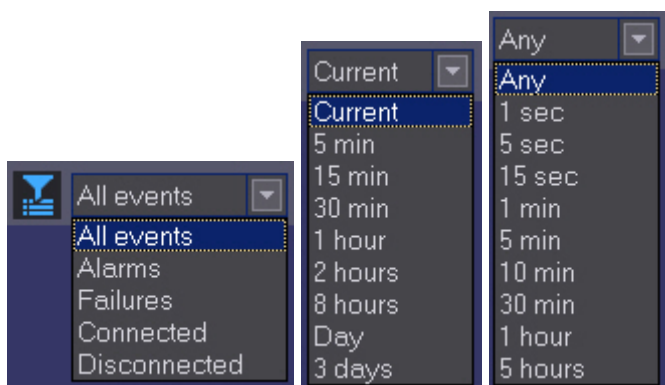 All events
All events
Alarms
Failures
Connected
Disconnected
Current
Current
5 min
15 min
30 min
1 hour
2 hours
8 hours
Day
3 days
Any
Any
1 sec
5 sec
15 sec
1 min
5 min
10 min
30 min
1 hour
5 hours